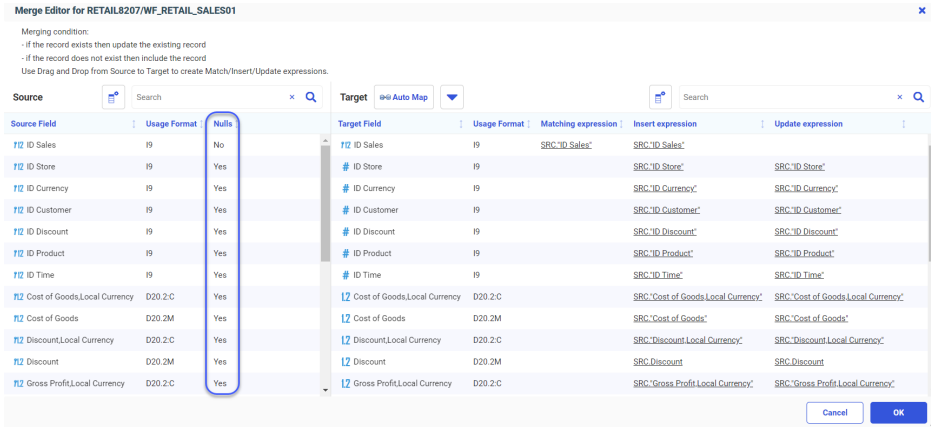 Merge Editor for RETAIL8207/WF_RETAIL_SALES01
Merging condition:
- if the record exists then update the existing record
- if the record does not exist then include the record
Use Drag and Drop from Source to Target to create Match/Insert/Update expressions.
Source Search Target Auto Map Search
Source Field Usage Format Nulls Target Field Usage Format Matching expression Insert expression Update expression
ID Sales I9 No ID Sales I9 SRC."ID Sales" SRC."ID Sales"
ID Store I9 Yes ID Store I9 SRC."ID Store" SRC."ID Store"
ID Currency I9 Yes ID Currency I9 SRC."ID Currency" SRC."ID Currency"
ID Customer I9 Yes ID Customer I9 SRC."ID Customer" SRC."ID Customer"
ID Discount I9 Yes ID Discount I9 SRC."ID Discount" SRC."ID Discount"
ID Product I9 Yes ID Product I9 SRC."ID Product" SRC."ID Product"
ID Time I9 Yes ID Time I9 SRC."ID Time" SRC."ID Time"
Cost of Goods,Local Currency D20.2:C Yes 1.2 Cost of Goods,Local Currency D20.2:C SRC."Cost of Goods,Local Currency" SRC."Cost of Goods,Local Currency"
Cost of Goods D20.2M Yes 1.2 Cost of Goods D20.2M SRC."Cost of Goods" SRC."Cost of Goods"
Discount,Local Currency D20.2:C Yes 1.2 Discount,Local Currency D20.2:C SRC."Discount,Local Currency" SRC."Discount,Local Currency"
Discount D20.2M Yes 1.2 Discount D20.2M SRC.Discount SRC.Discount
Gross Profit,Local Currency D20.2:C Yes 1.2 Gross Profit,Local Currency D20.2:C SRC."Gross Profit,Local Currency" SRC."Gross Profit,Local Currency"
Cancel OK